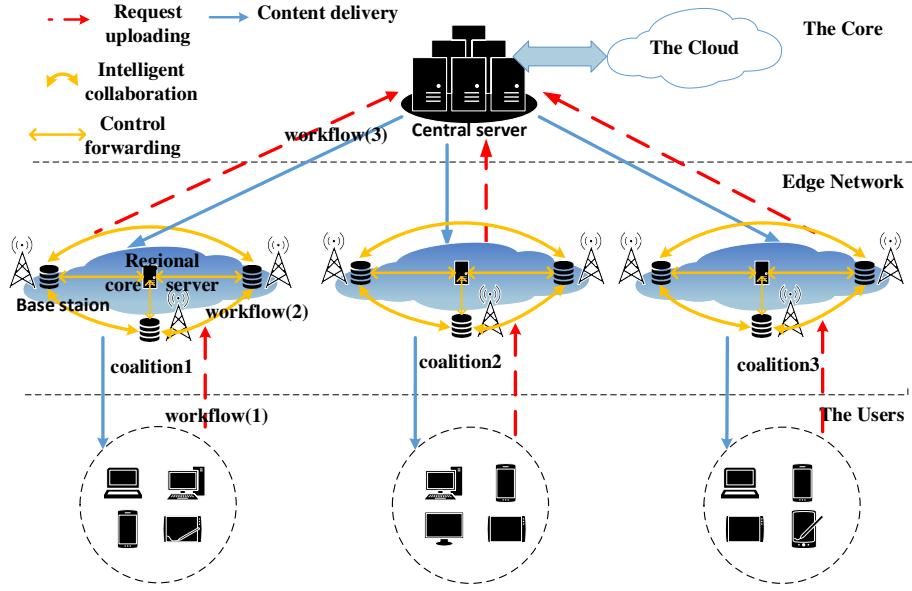 Request
uploading
Content delivery
Intelligent
collaboration
Control
forwarding
The Cloud
The Core
Central server
workflow(3)
Edge Network
Regional
core server
Base staion
workflow(2)
coalition1
coalition2
coalition3
workflow(1)
The Users